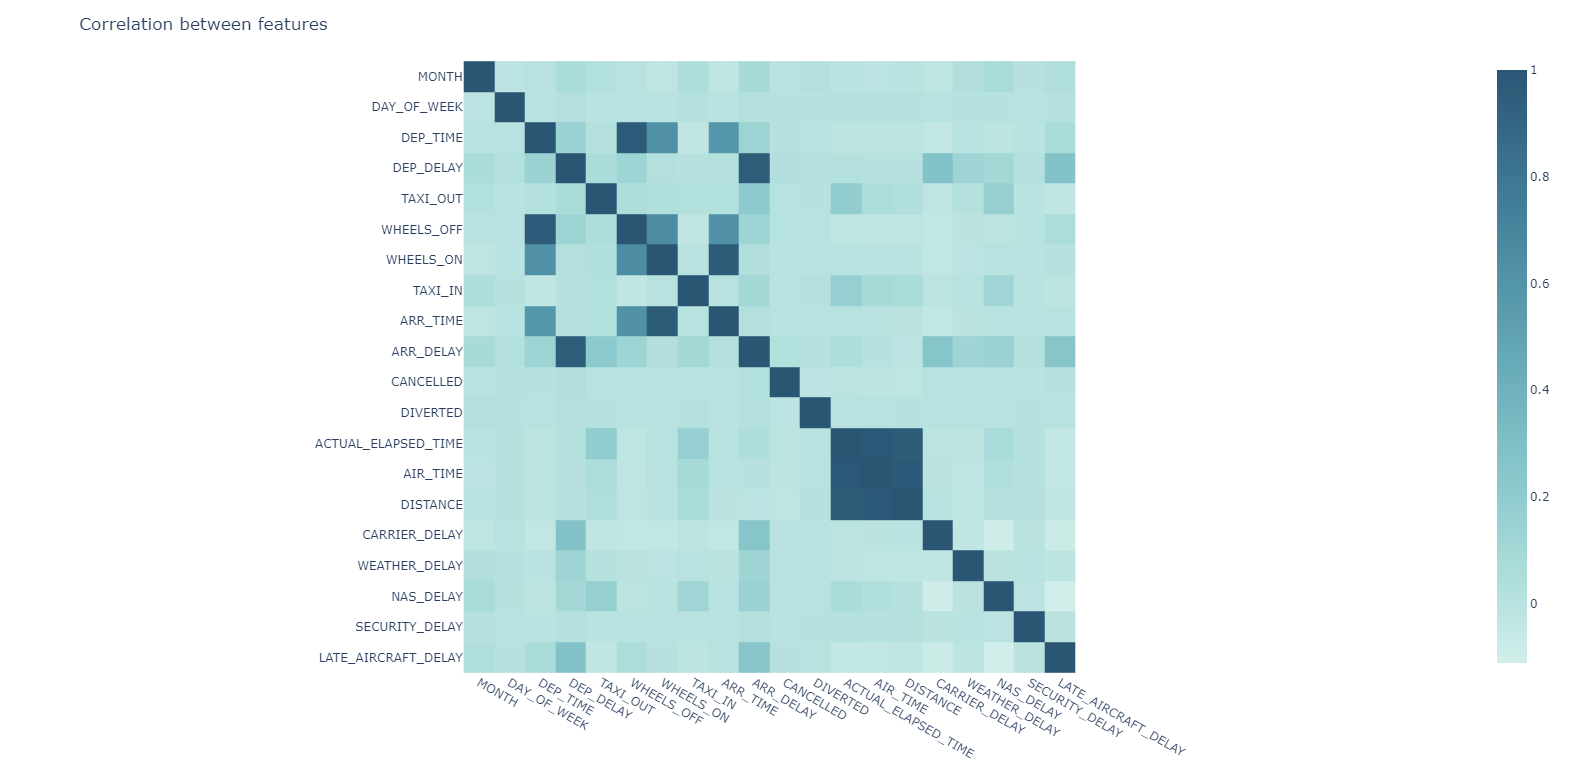 Correlation between features
MONTH
DAY_OF_WEEK
DEP_TIME
DEP_DELAY
TAXI_OUT
WHEELS_OFF
WHEELS_ON
TAXI_IN
ARR_TIME
ARR_DELAY
CANCELLED
DIVERTED
ACTUAL_ELAPSED_TIME
AIR_TIME
DISTANCE
CARRIER_DELAY
WEATHER_DELAY
NAS_DELAY
SECURITY_DELAY
LATE_AIRCRAFT_DELAY
MONTH
DAY_OF_WEEK
DEP_TIME
DEP_DELAY
TAXI_OUT
WHEELS_OFF
WHEELS_ON
TAXI_IN
ARR_TIME
ARR_DELAY
CANCELLED
DIVERTED
ACTUAL_ELAPSED_TIME
AIR_TIME
DISTANCE
CARRIER_DELAY
WEATHER_DELAY
NAS_DELAY
SECURITY_DELAY
LATE_AIRCRAFT_DELAY
1
0.8
0.6
0.4
0.2
0